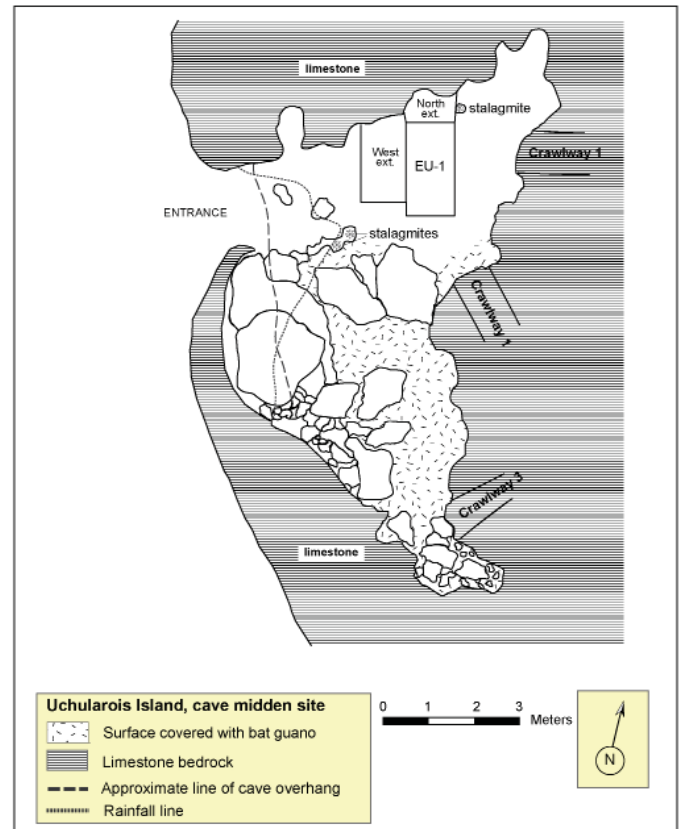 limestone
North
ext.
stalagmite
West
ext.
EU-1
Crawlway 1
ENTRANCE
stalagmites
Crawlway 1
Crawlway 3
limestone
Uchularois Island, cave midden site
Surface covered with bat guano
Limestone bedrock
Approximate line of cave overhang
Rainfall line
0 1 2 3 Meters
N